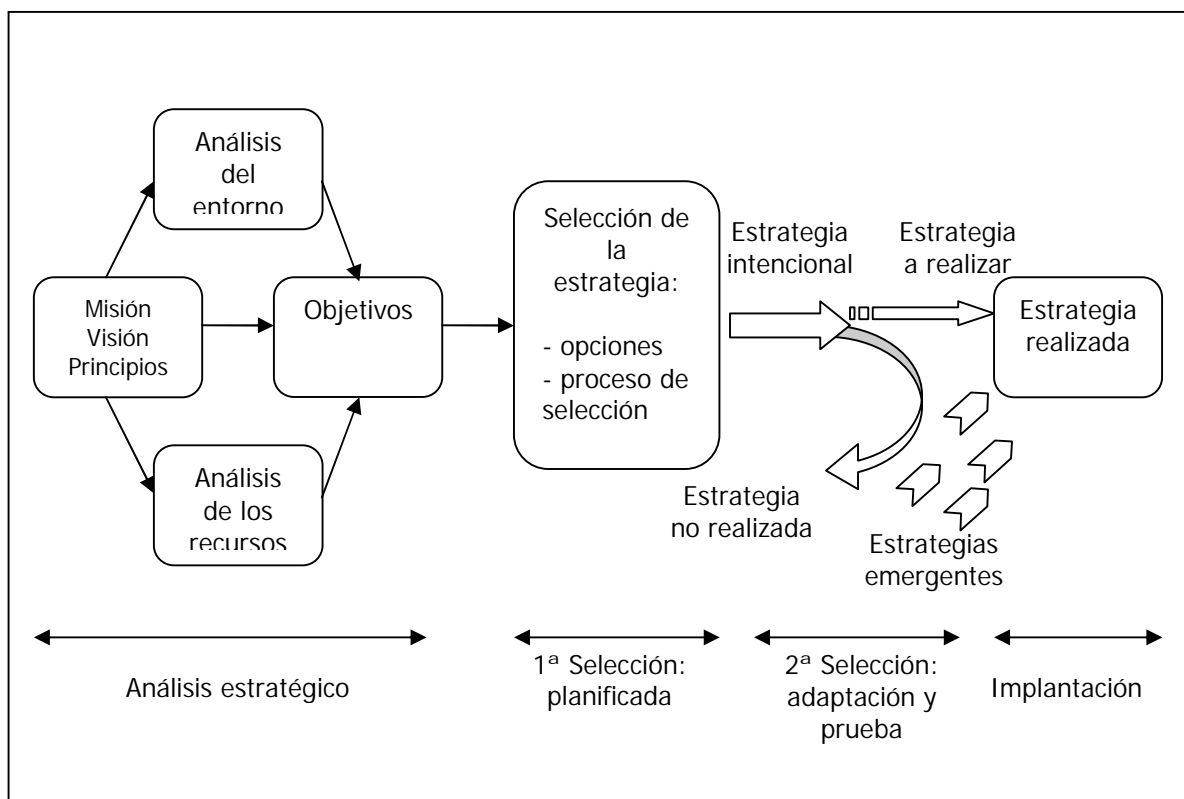 Análisis
del
entorno
Misión
Visión
Principios
Objetivos
Análisis
de los
recursos
Selección de
la
estrategia:
- opciones
- proceso de
selección
Estrategia
intencional
Estrategia
a realizar
Estrategia
realizada
Estrategia
no realizada
Estrategias
emergentes
Análisis estratégico
1ª Selección:
planificada
2ª Selección:
adaptación y
prueba
Implantación